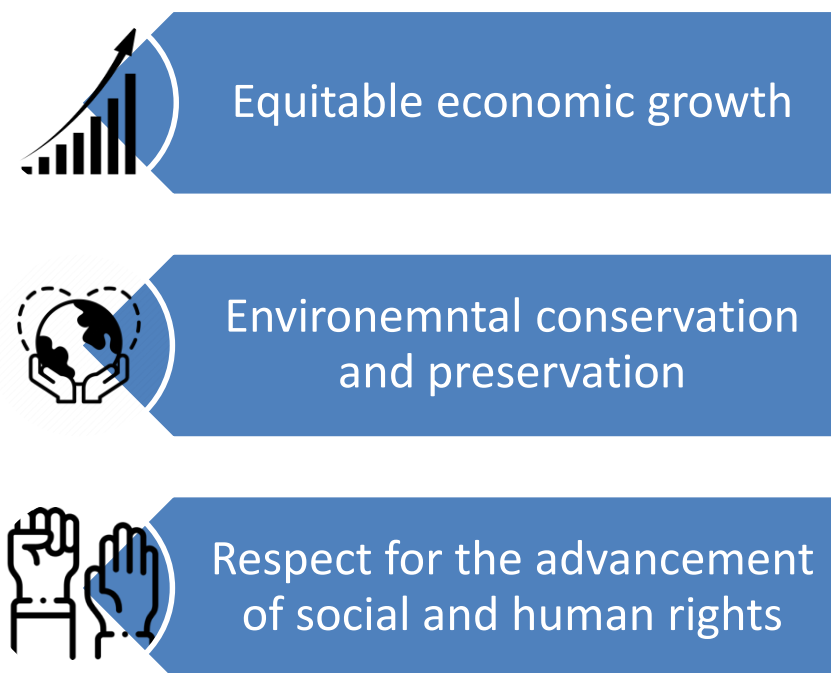 Equitable economic growth
Environemntal conservation
and preservation
Respect for the advancement
of social and human rights